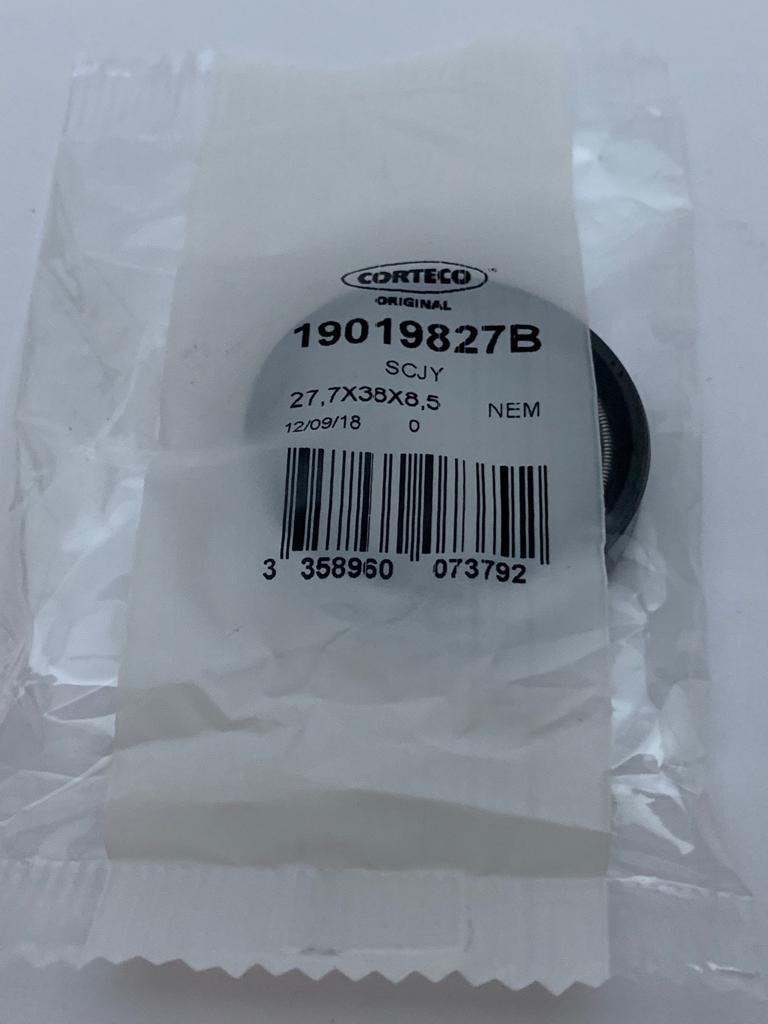 CORTECO
ORIGINAL
19019827B
SCJY
27,7X38X8,5 NEM
12/09/18 0
3 358960 073792